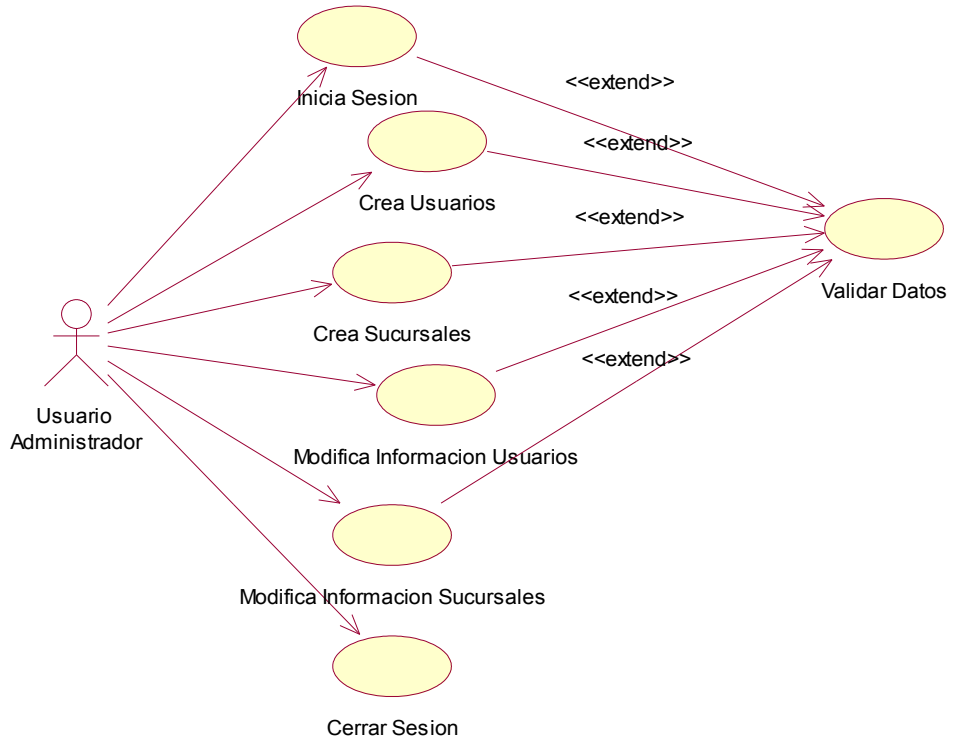 Inicia Sesion
<<extend>>
<<extend>>
Crea Usuarios
<<extend>>
Crea Sucursales
<<extend>>
Validar Datos
<<extend>>
Usuario
Administrador
Modifica Informacion Usuarios
Modifica Informacion Sucursales
Cerrar Sesion